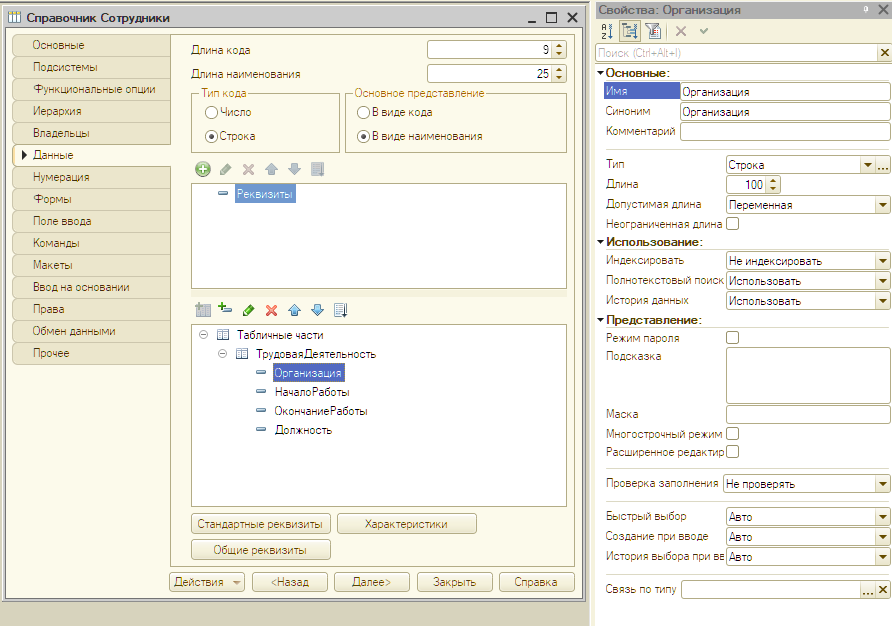 Справочник Сотрудники
Основные
Подсистемы
Функциональные опции
Иерархия
Владельцы
Данные
Нумерация
Формы
Поле ввода
Команды
Макеты
Ввод на основании
Права
Обмен данными
Прочее
Длина кода
9
Длина наименования
25
Тип кода
Число
Строка
Основное представление
В виде кода
В виде наименования
Реквизиты
Табличные части
ТрудоваяДеятельность
Организация
НачалоРаботы
ОкончаниеРаботы
Должность
Стандартные реквизиты
Характеристики
Общие реквизиты
Действия
<Назад
Далее>
Закрыть
Справка
Свойства: Организация
Поиск (Ctrl+Alt+I)
Основные:
Имя
Организация
Синоним
Организация
Комментарий
Тип
Строка
Длина
100
Допустимая длина
Переменная
Неограниченная длина
Использование:
Индексировать
Не индексировать
Полнотекстовый поиск
Использовать
История данных
Использовать
Представление:
Режим пароля
Подсказка
Маска
Многострочный режим
Расширенное редактир
Проверка заполнения
Не проверять
Быстрый выбор
Авто
Создание при вводе
Авто
История выбора при вв
Авто
Связь по типу